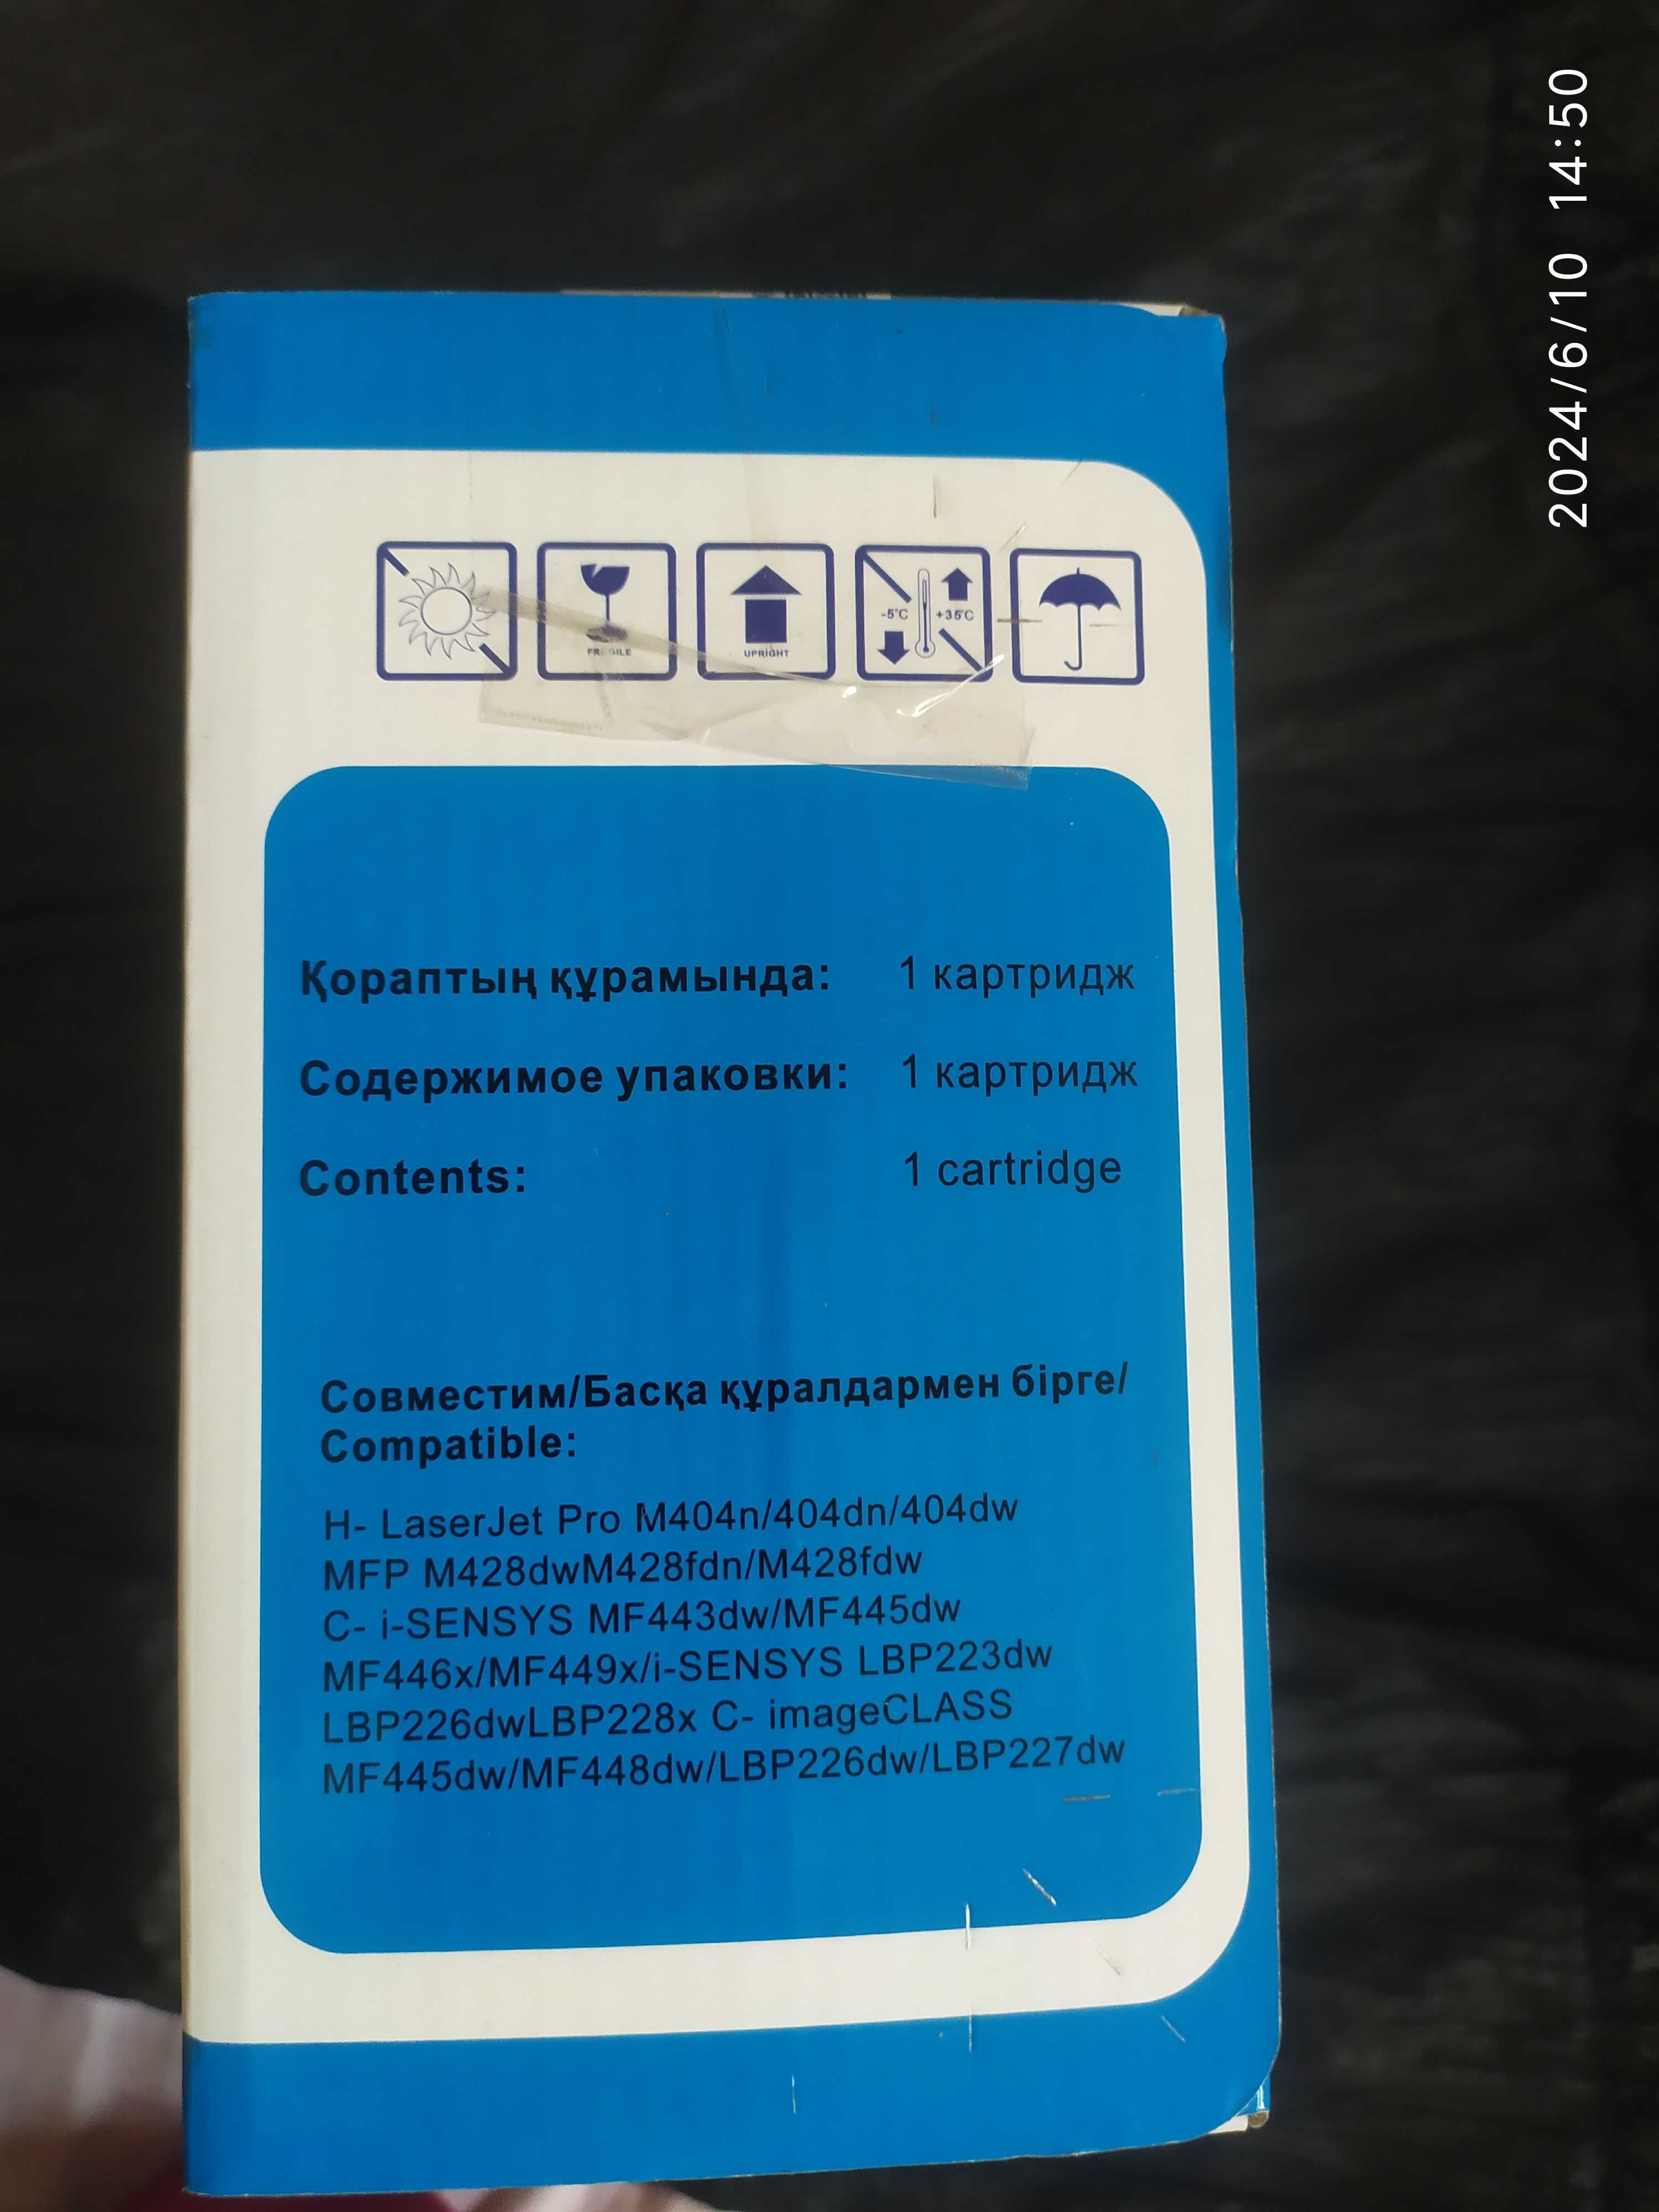 2024/6/10 14:50
FRAGILE
UPRIGHT
-5°C
+35°C
Қораптың құрамында: 1 картридж
Содержимое упаковки: 1 картридж
Contents: 1 cartridge
Совместим/Басқа құралдармен бірге/
Compatible:
H- LaserJet Pro M404n/404dn/404dw
MFP M428dwM428fdn/M428fdw
C- i-SENSYS MF443dw/MF445dw
MF446x/MF449x/i-SENSYS LBP223dw
LBP226dwLBP228x C- imageCLASS
MF445dw/MF448dw/LBP226dw/LBP227dw